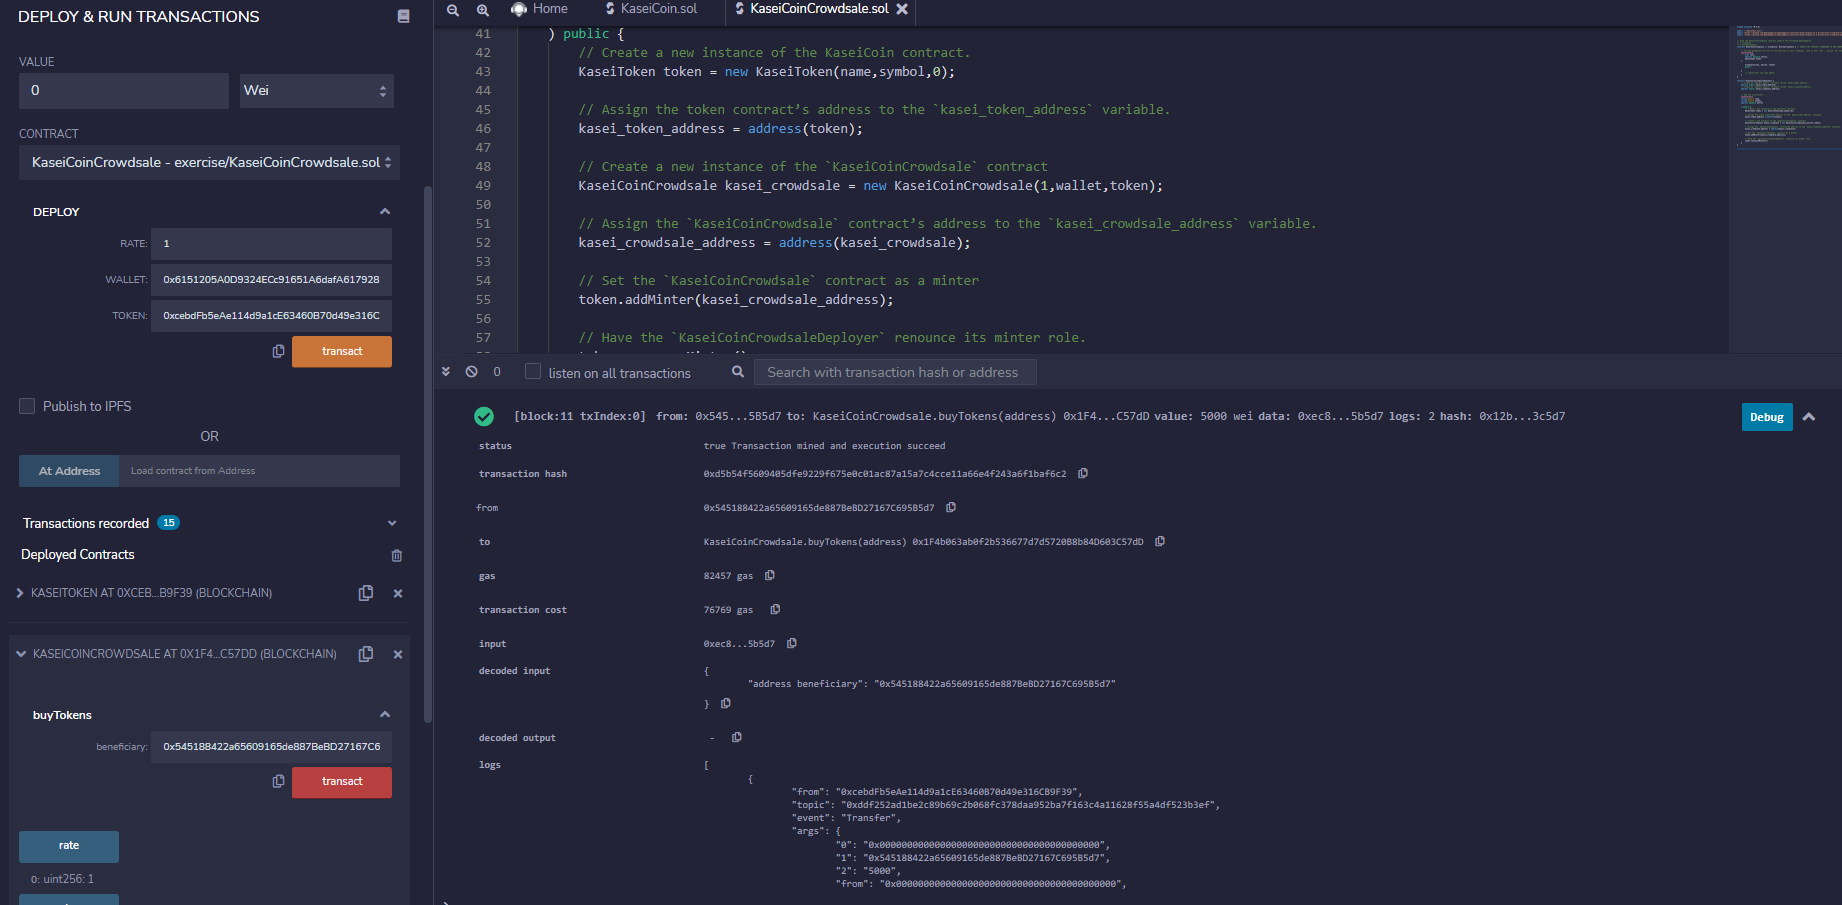 DEPLOY & RUN TRANSACTIONS
VALUE
0
Wei
CONTRACT
KaseiCoinCrowdsale - exercise/KaseiCoinCrowdsale.sol
DEPLOY
RATE: 1
WALLET: 0x6151205A0D9324ECc91651A6dafA617928
TOKEN: 0xcebdFb5eAe114d9a1cE63460B70d49e316C
transact
Publish to IPFS
OR
At Address Load contract from Address
Transactions recorded 15
Deployed Contracts
KASEITOKEN AT 0XCEB...B9F39 (BLOCKCHAIN)
KASEICOINCROWDSALE AT 0X1F4...C57DD (BLOCKCHAIN)
buyTokens
beneficiary: 0x545188422a65609165de887BeBD27167C6
transact
rate
0: uint256: 1
Home KaseiCoin.sol KaseiCoinCrowdsale.sol
41 ) public {
42 // Create a new instance of the KaseiCoin contract.
43 KaseiToken token = new KaseiToken(name,symbol,0);
44
45 // Assign the token contract’s address to the `kasei_token_address` variable.
46 kasei_token_address = address(token);
47
48 // Create a new instance of the `KaseiCoinCrowdsale` contract
49 KaseiCoinCrowdsale kasei_crowdsale = new KaseiCoinCrowdsale(1,wallet,token);
50
51 // Assign the `KaseiCoinCrowdsale` contract’s address to the `kasei_crowdsale_address` variable.
52 kasei_crowdsale_address = address(kasei_crowdsale);
53
54 // Set the `KaseiCoinCrowdsale` contract as a minter
55 token.addMinter(kasei_crowdsale_address);
56
57 // Have the `KaseiCoinCrowdsaleDeployer` renounce its minter role.
0 listen on all transactions Search with transaction hash or address
[block:11 txIndex:0] from: 0x545...5B5d7 to: KaseiCoinCrowdsale.buyTokens(address) 0x1F4...C57dD value: 5000 wei data: 0xec8...5b5d7 logs: 2 hash: 0x12b...3c5d7
Debug
status true Transaction mined and execution succeed
transaction hash 0xd5b54f5609405dfe9229f675e0c01ac87a15a7c4cce11a66e4f243a6f1baf6c2
from 0x545188422a65609165de887BeBD27167C695B5d7
to KaseiCoinCrowdsale.buyTokens(address) 0x1F4b063ab0f2b536677d7d5720B8b84D603C57dD
gas 82457 gas
transaction cost 76769 gas
input 0xec8...5b5d7
decoded input {
"address beneficiary": "0x545188422a65609165de887BeBD27167C695B5d7"
}
decoded output -
logs [
{
"from": "0xcebdFb5eAe114d9a1cE63460B70d49e316CB9F39",
"topic": "0xddf252ad1be2c89b69c2b068fc378daa952ba7f163c4a11628f55a4df523b3ef",
"event": "Transfer",
"args": {
"0": "0x0000000000000000000000000000000000000000",
"1": "0x545188422a65609165de887BeBD27167C695B5d7",
"2": "5000",
"from": "0x0000000000000000000000000000000000000000",